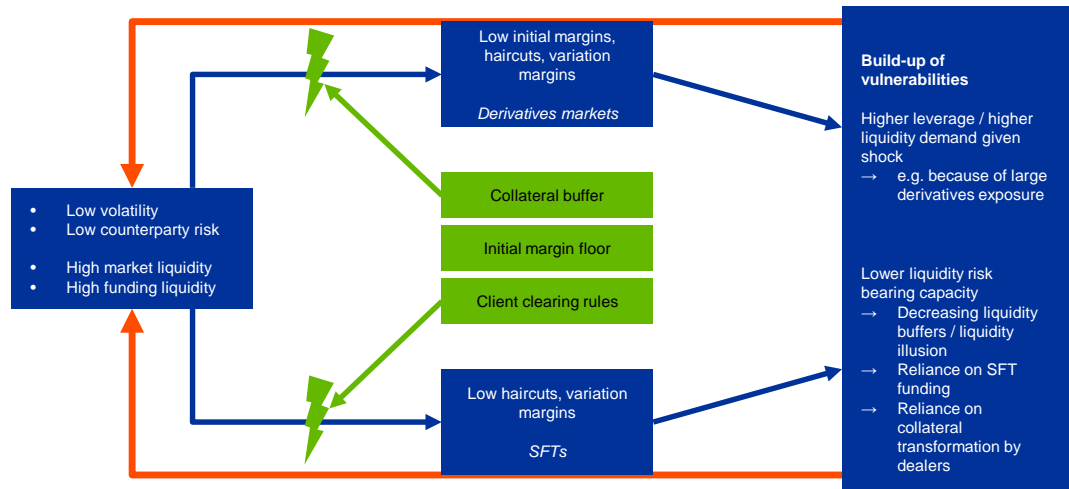 • Low volatility
• Low counterparty risk
• High market liquidity
• High funding liquidity
Low initial margins,
haircuts, variation
margins
Derivatives markets
Collateral buffer
Initial margin floor
Client clearing rules
Low haircuts, variation
margins
SFTs
Build-up of
vulnerabilities
Higher leverage / higher
liquidity demand given
shock
→ e.g. because of large
derivatives exposure
Lower liquidity risk
bearing capacity
→ Decreasing liquidity
buffers / liquidity
illusion
→ Reliance on SFT
funding
→ Reliance on
collateral
transformation by
dealers